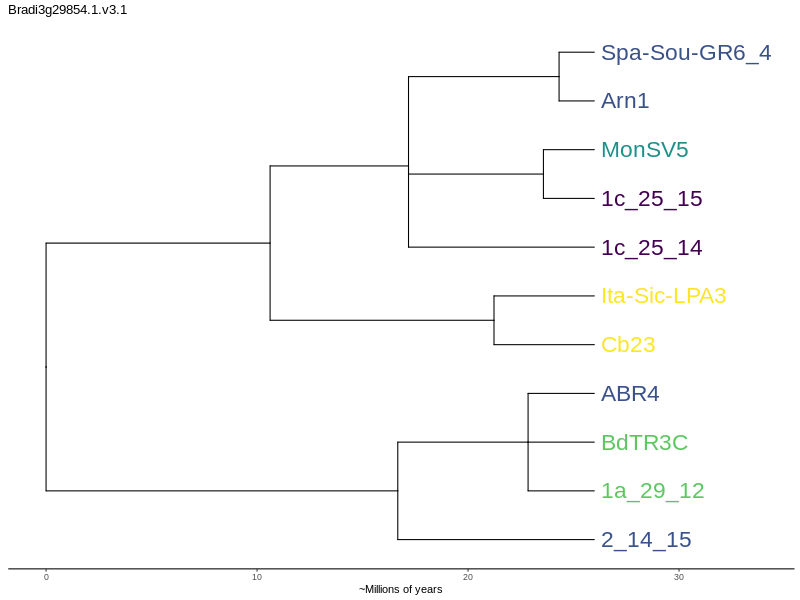 Bradi3g29854.1.v3.1
Spa-Sou-GR6_4
Arn1
MonSV5
1c_25_15
1c_25_14
Ita-Sic-LPA3
Cb23
ABR4
BdTR3C
1a_29_12
2_14_15
0 10 20 30
~Millions of years